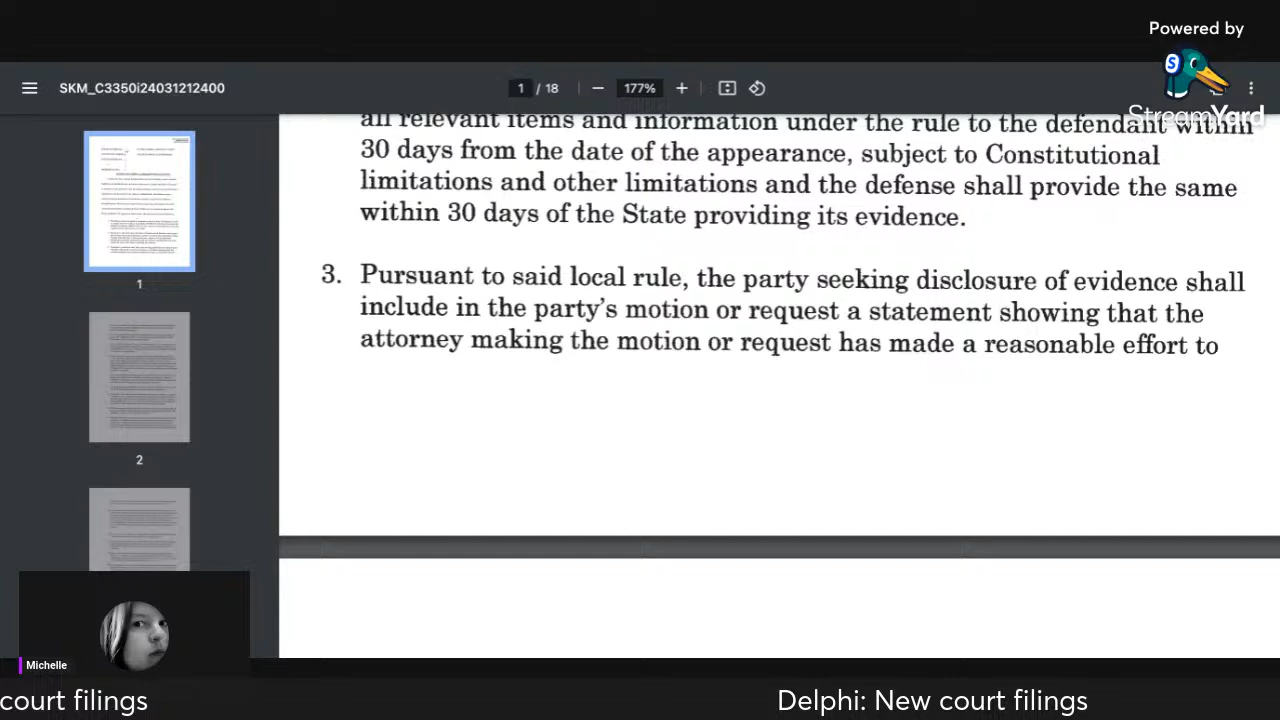 Powered by
StreamYard
SKM_C3350i24031212400
1 / 18
177%
all relevant items and information under the rule to the defendant within
30 days from the date of the appearance, subject to Constitutional
limitations and other limitations and the defense shall provide the same
within 30 days of the State providing its evidence.
3. Pursuant to said local rule, the party seeking disclosure of evidence shall
include in the party's motion or request a statement showing that the
attorney making the motion or request has made a reasonable effort to
1
2
Michelle
court filings
Delphi: New court filings